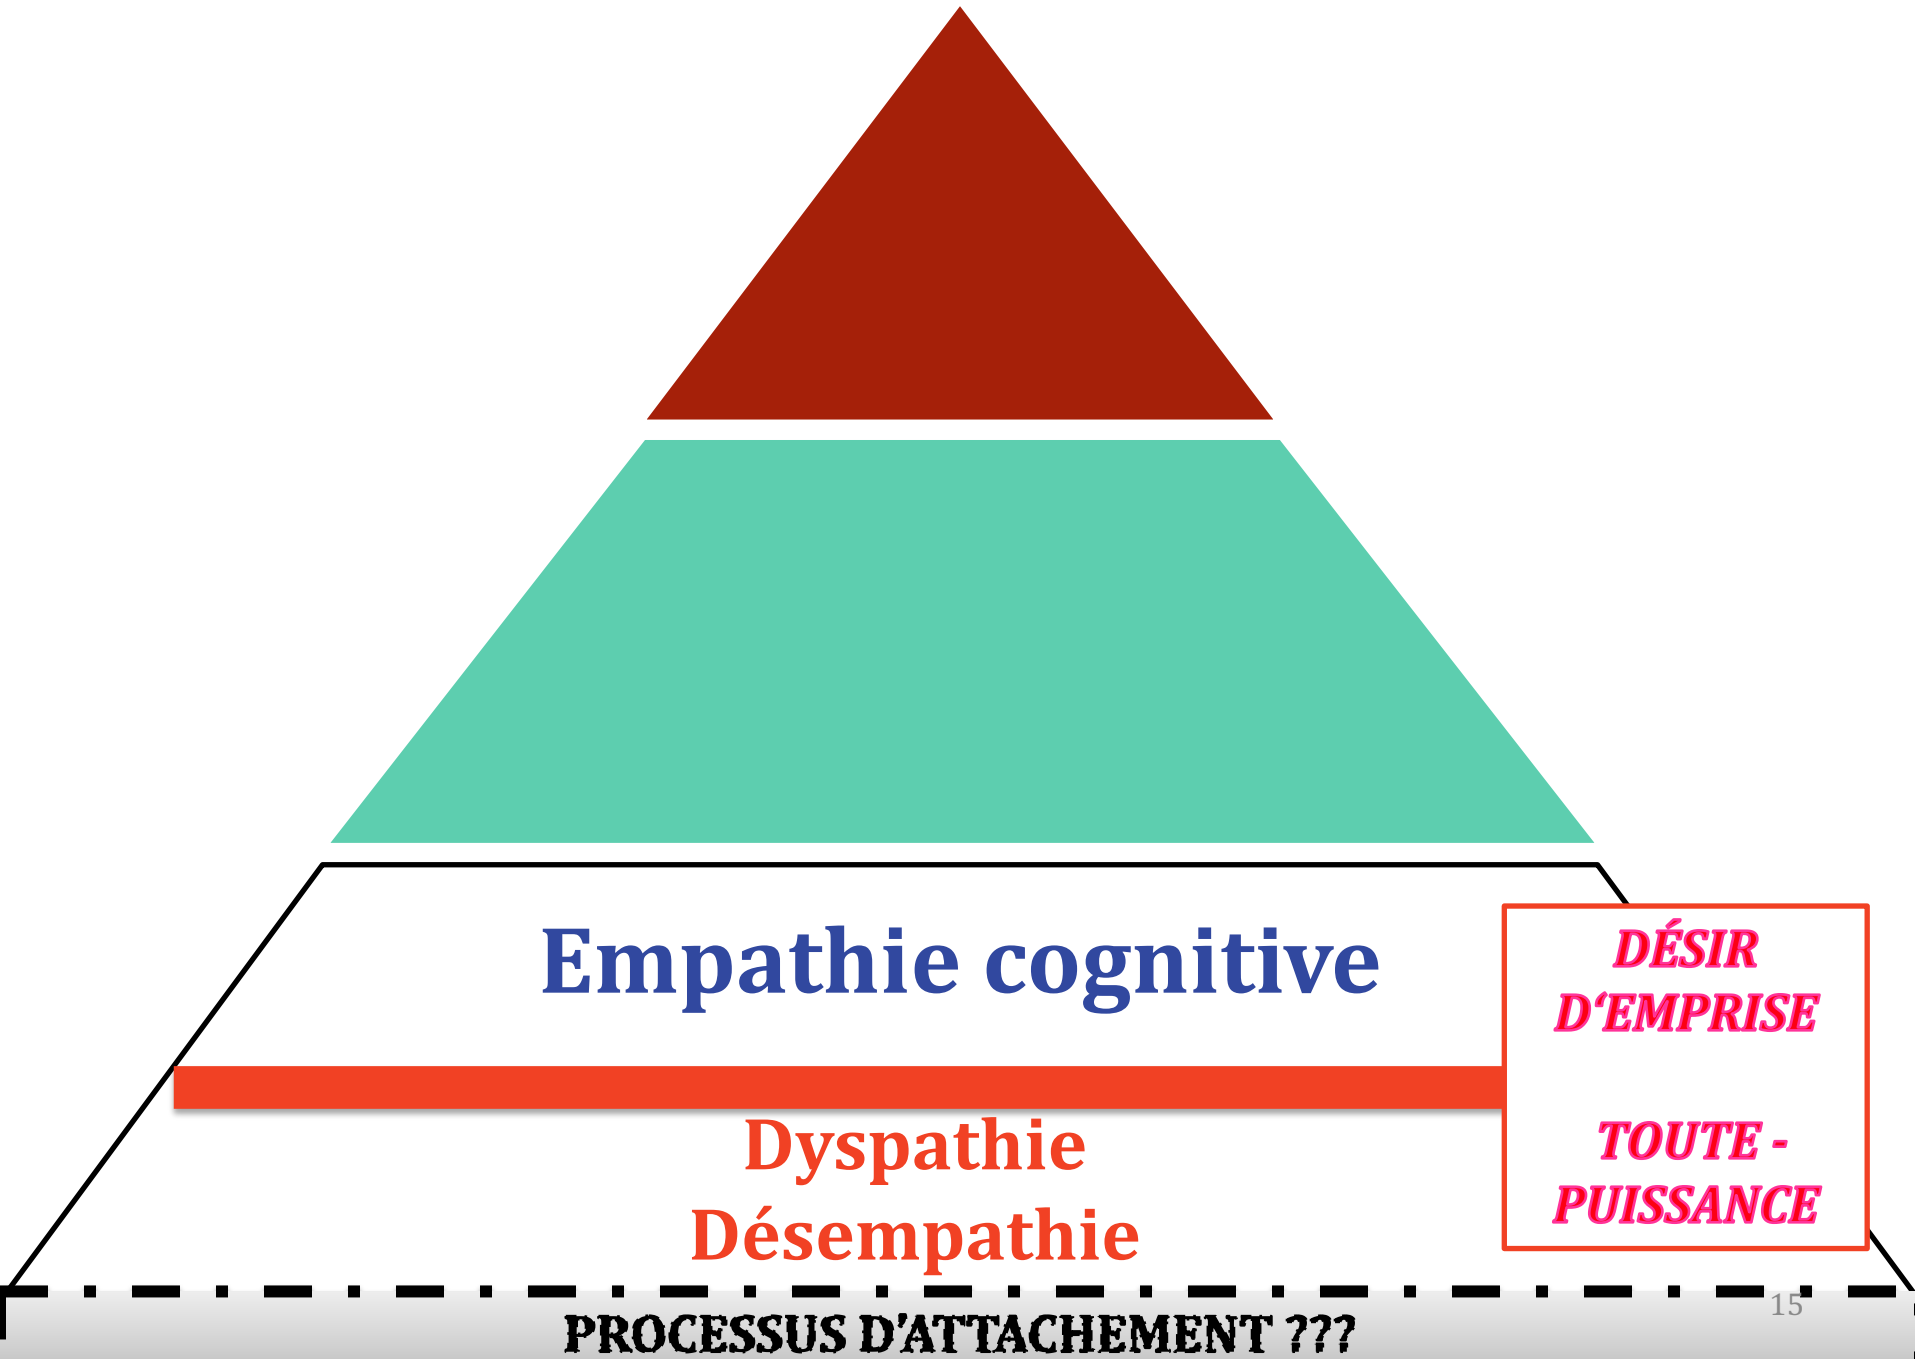 Empathie cognitive
DÉSIR
D‘EMPRISE
TOUTE -
PUISSANCE
Dyspathie
Désempathie
15
PROCESSUS D’ATTACHEMENT ???